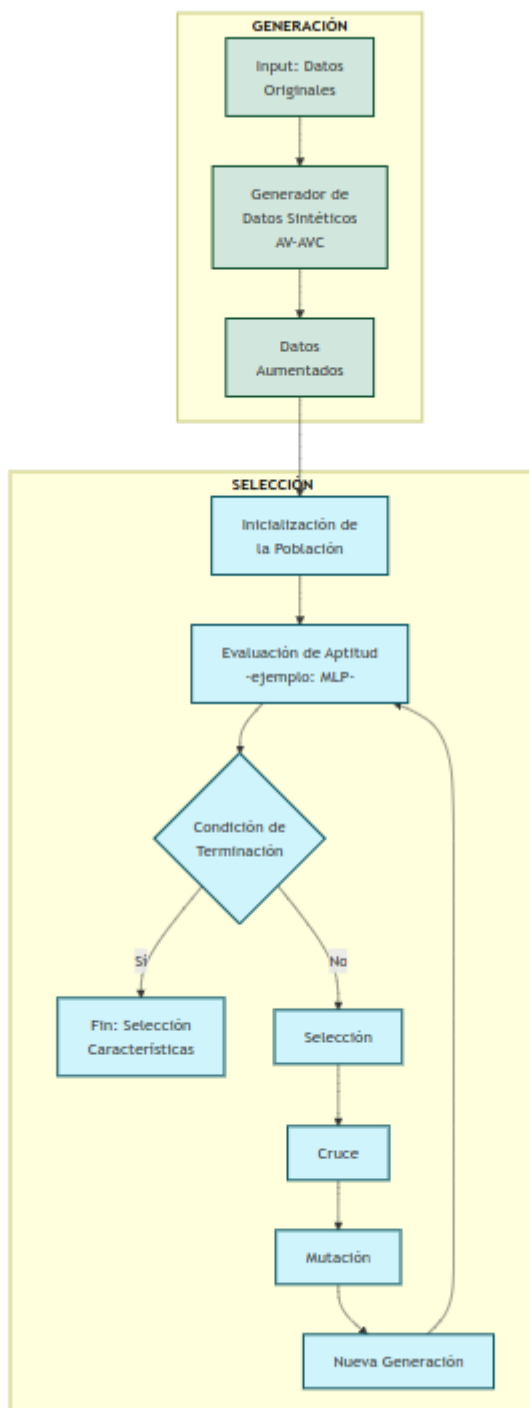 GENERACIÓN
Input: Datos
Originales
Generador de
Datos Sintéticos
AV-AVC
Datos
Aumentados
SELECCIÓN
Inicialización de
la Población
Evaluación de Aptitud
-ejemplo: MLP-
Condición de
Terminación
Sí
No
Fin: Selección
Características
Selección
Cruce
Mutación
Nueva Generación